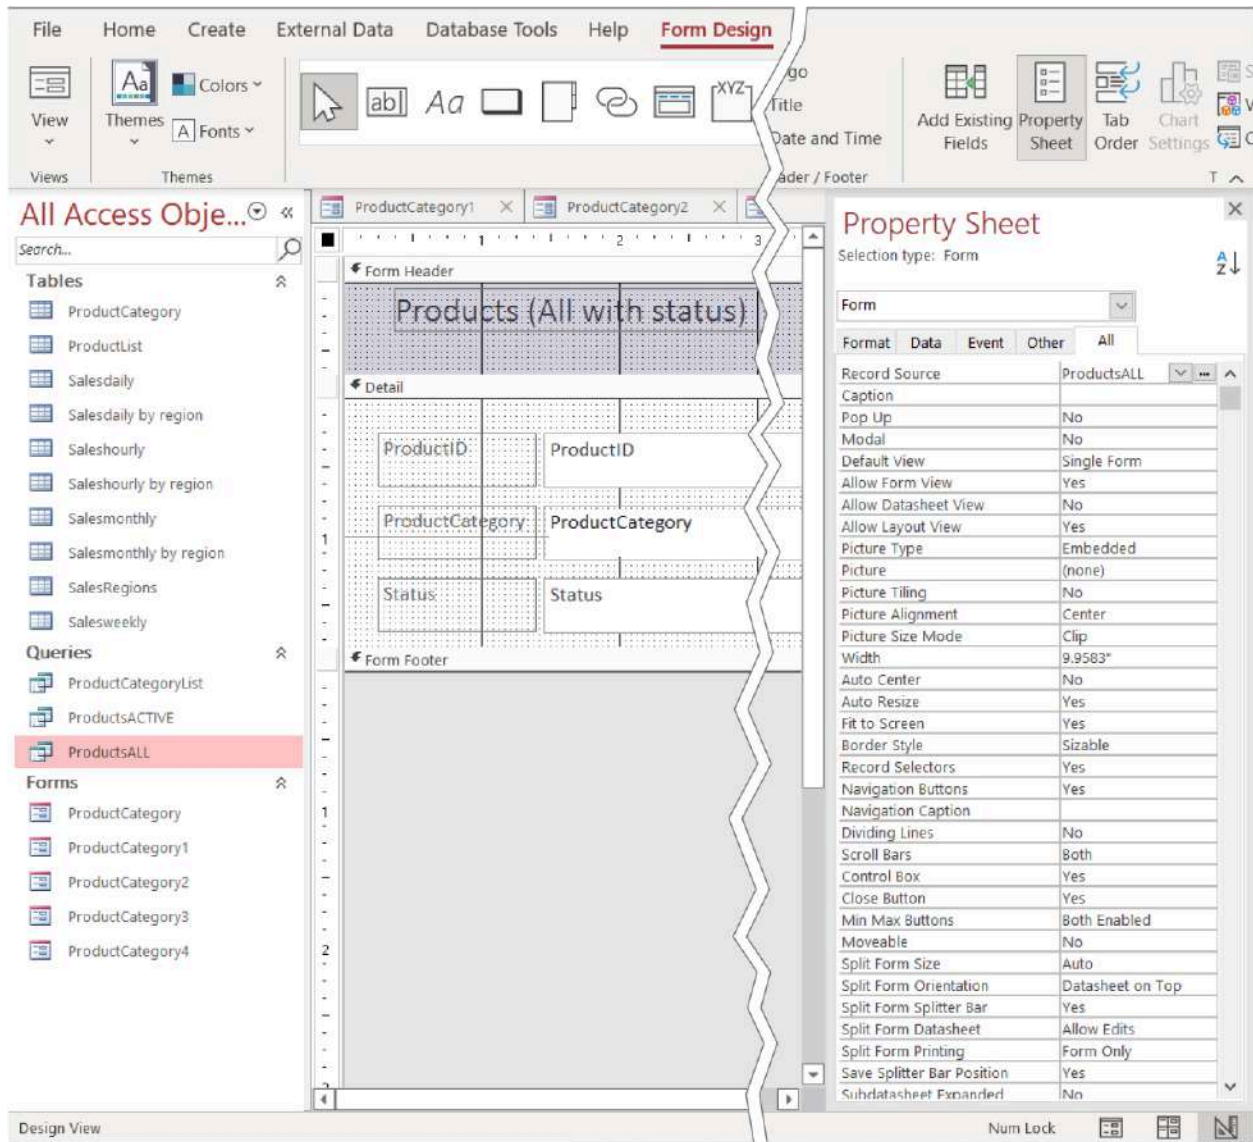 File Home Create External Data Database Tools Help Form Design
View
Views
Aa
Themes
Colors
A Fonts
Themes
ab Aa XYZ
Title
Date and Time
ader / Footer
Add Existing Fields
Property Sheet
Tab Order
Chart Settings
T
All Access Obje...
Search...
Tables
ProductCategory
ProductList
Salesdaily
Salesdaily by region
Saleshourly
Saleshourly by region
Salesmonthly
Salesmonthly by region
SalesRegions
Salesweekly
Queries
ProductCategoryList
ProductsACTIVE
ProductsALL
Forms
ProductCategory
ProductCategory1
ProductCategory2
ProductCategory3
ProductCategory4
ProductCategory1 ProductCategory2
1 2 3
Form Header
Products (All with status)
Detail
ProductID ProductID
ProductCategory ProductCategory
1
Status Status
Form Footer
1
2
Property Sheet
Selection type: Form
A
Z
Form
Format Data Event Other All
Record Source ProductsALL
Caption
Pop Up No
Modal No
Default View Single Form
Allow Form View Yes
Allow Datasheet View No
Allow Layout View Yes
Picture Type Embedded
Picture (none)
Picture Tiling No
Picture Alignment Center
Picture Size Mode Clip
Width 9.9583"
Auto Center No
Auto Resize Yes
Fit to Screen Yes
Border Style Sizable
Record Selectors Yes
Navigation Buttons Yes
Navigation Caption
Dividing Lines No
Scroll Bars Both
Control Box Yes
Close Button Yes
Min Max Buttons Both Enabled
Moveable No
Split Form Size Auto
Split Form Orientation Datasheet on Top
Split Form Splitter Bar Yes
Split Form Datasheet Allow Edits
Split Form Printing Form Only
Save Splitter Bar Position Yes
Subdatasheet Expanded No
Design View Num Lock